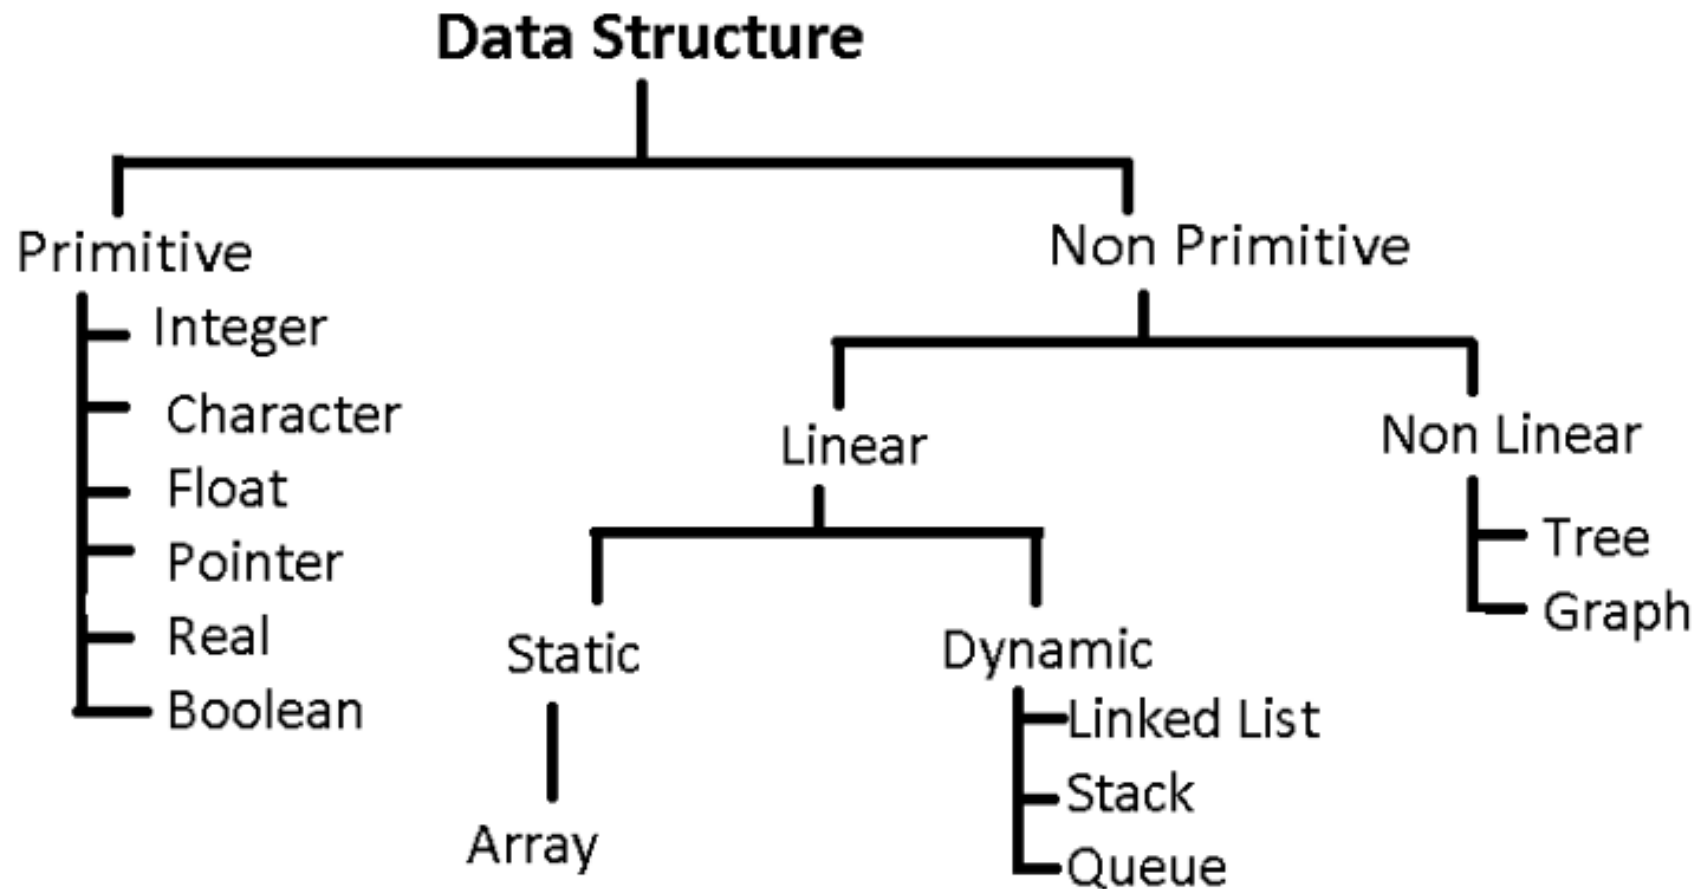 Data Structure
Primitive
Non Primitive
Integer
Character
Float
Pointer
Real
Boolean
Linear
Non Linear
Static
Dynamic
Tree
Graph
Array
Linked List
Stack
Queue